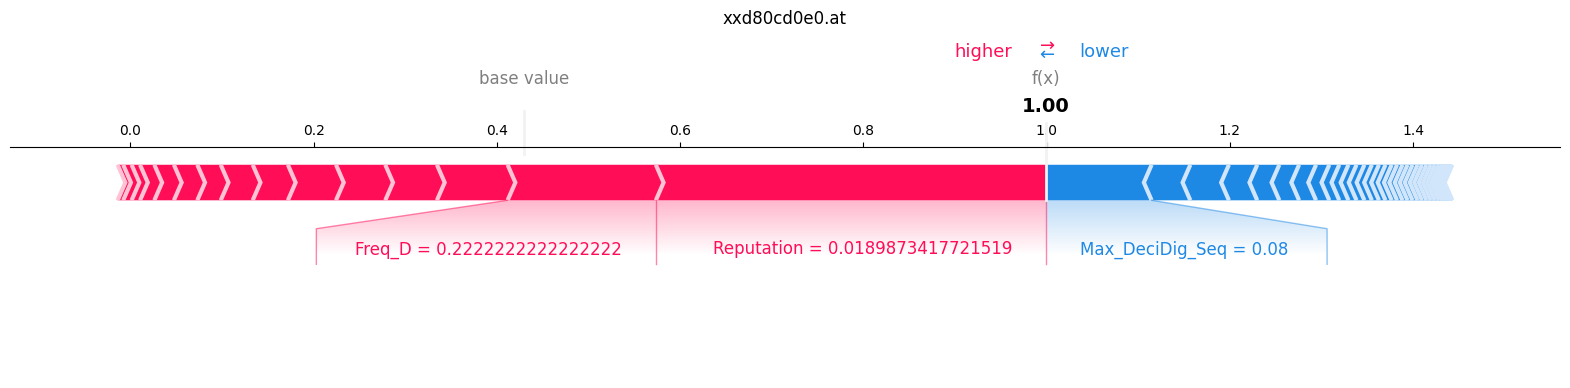 xxd80cd0e0.at
higher ⇄ lower
base value f(x)
1.00
0.0 0.2 0.4 0.6 0.8 1.0 1.2 1.4
Freq_D = 0.2222222222222222 Reputation = 0.0189873417721519 Max_DeciDig_Seq = 0.08